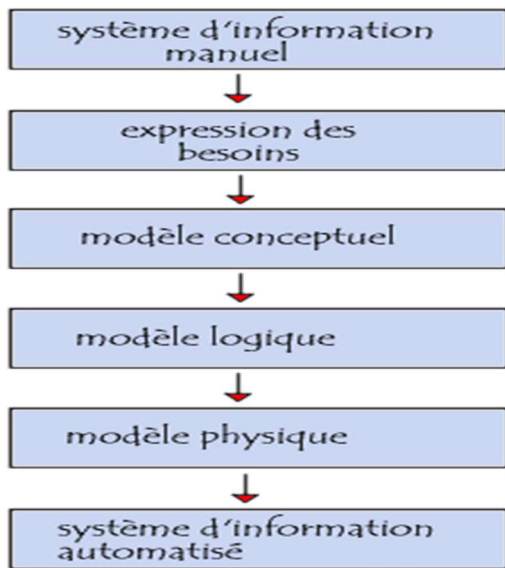 système d'information
manuel
expression des
besoins
modèle conceptuel
modèle logique
modèle physique
système d'information
automatisé